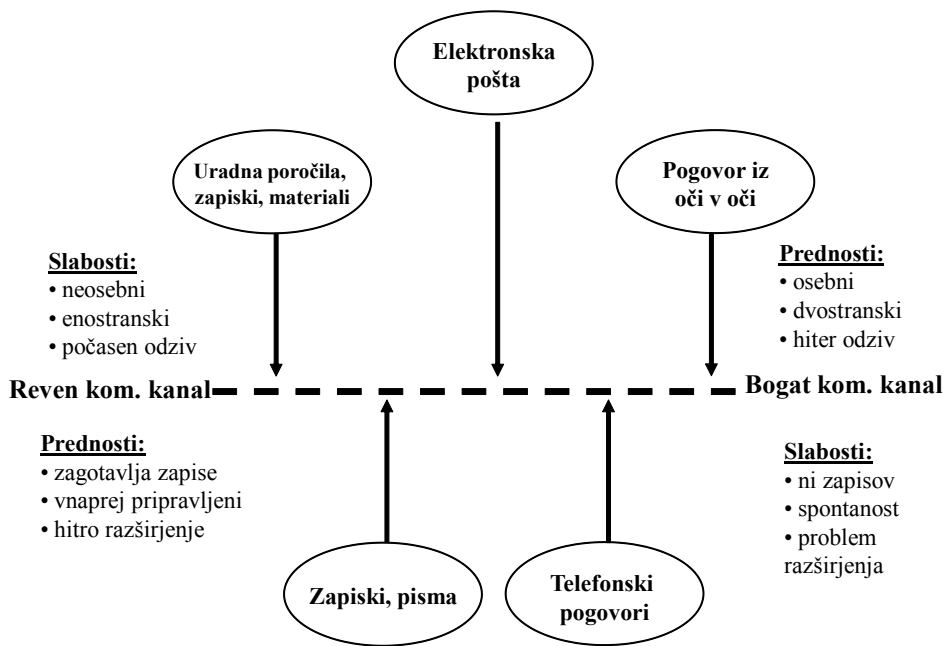 Elektronska
pošta
Uradna poročila,
zapiski, materiali
Pogovor iz
oči v oči
Slabosti:
• neosebni
• enostranski
• počasen odziv
Prednosti:
• osebni
• dvostranski
• hiter odziv
Reven kom. kanal
Bogat kom. kanal
Prednosti:
• zagotavlja zapise
• vnaprej pripravljeni
• hitro razširjenje
Slabosti:
• ni zapisov
• spontanost
• problem
razširjenja
Zapiski, pisma
Telefonski
pogovori